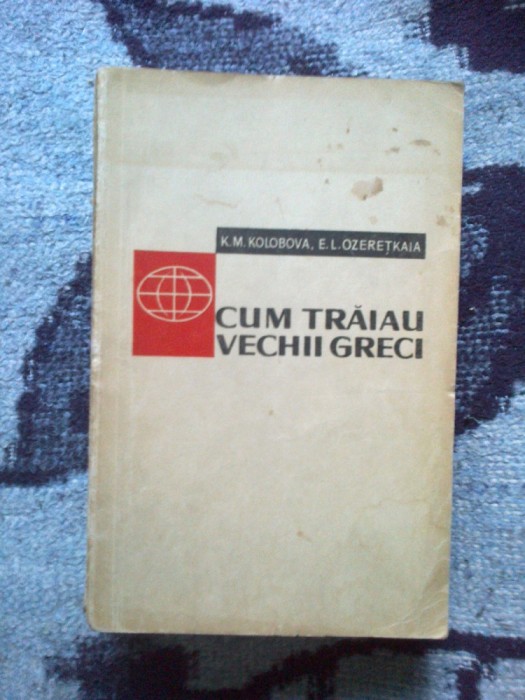 K.M. KOLOBOVA, E.L. OZEREȚKAIA
CUM TRĂIAU
VECHII GRECI